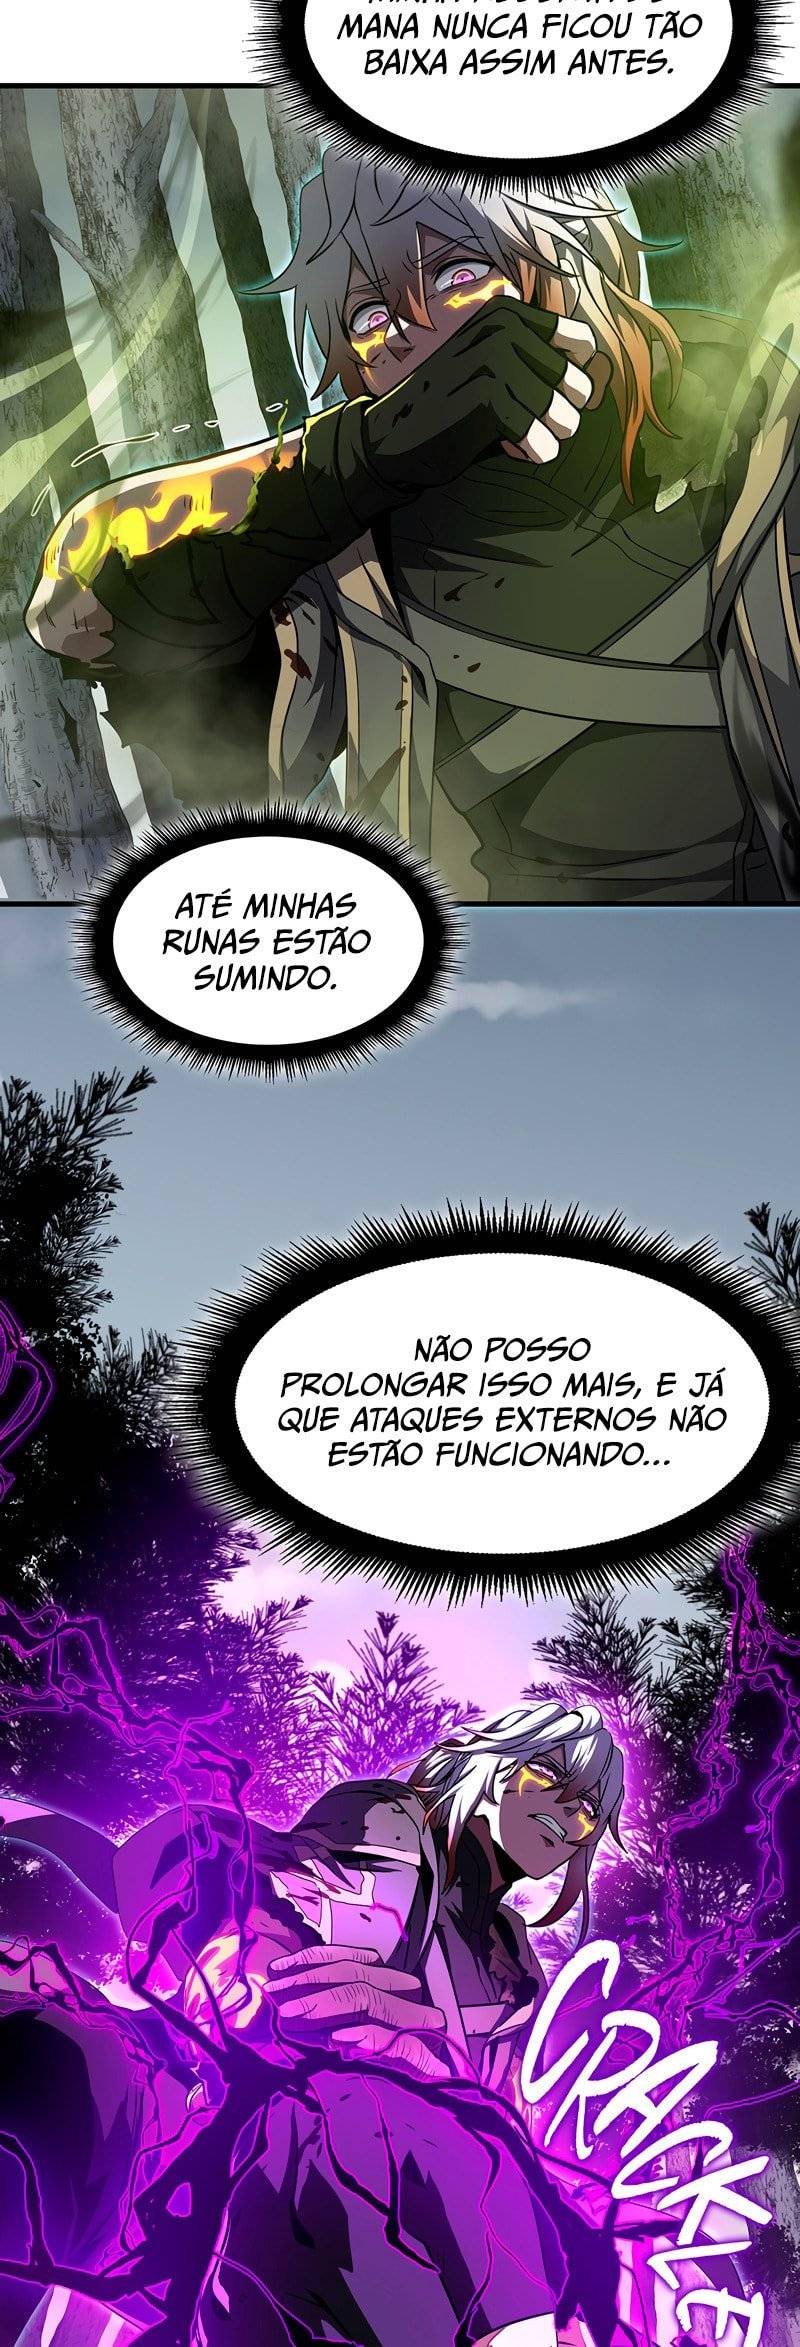 MANA NUNCA FICOU TÃO
BAIXA ASSIM ANTES.
ATÉ MINHAS
RUNAS ESTÃO
SUMINDO.
NÃO POSSO
PROLONGAR ISSO MAIS, E JÁ
QUE ATAQUES EXTERNOS NÃO
ESTÃO FUNCIONANDO...
CRACKLE